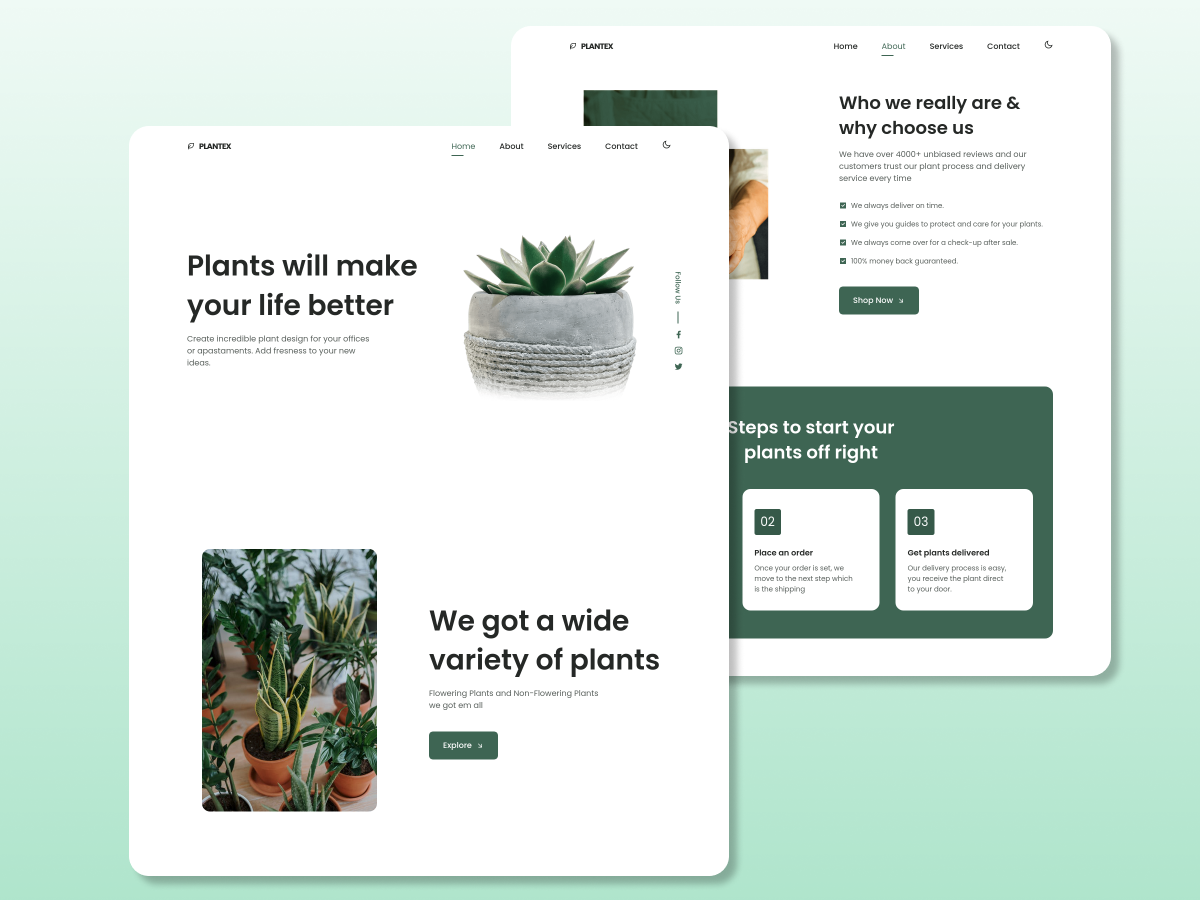 PLANTEX
Home About Services Contact
Who we really are &
why choose us
We have over 4000+ unbiased reviews and our
customers trust our plant process and delivery
service every time
We always deliver on time.
We give you guides to protect and care for your plants.
We always come over for a check-up after sale.
100% money back guaranteed.
Shop Now
Steps to start your
plants off right
02
Place an order
Once your order is set, we
move to the next step which
is the shipping
03
Get plants delivered
Our delivery process is easy,
you receive the plant direct
to your door.
PLANTEX
Home About Services Contact
Plants will make
your life better
Create incredible plant design for your offices
or apastaments. Add fresness to your new
ideas.
Follow Us
We got a wide
variety of plants
Flowering Plants and Non-Flowering Plants
we got em all
Explore